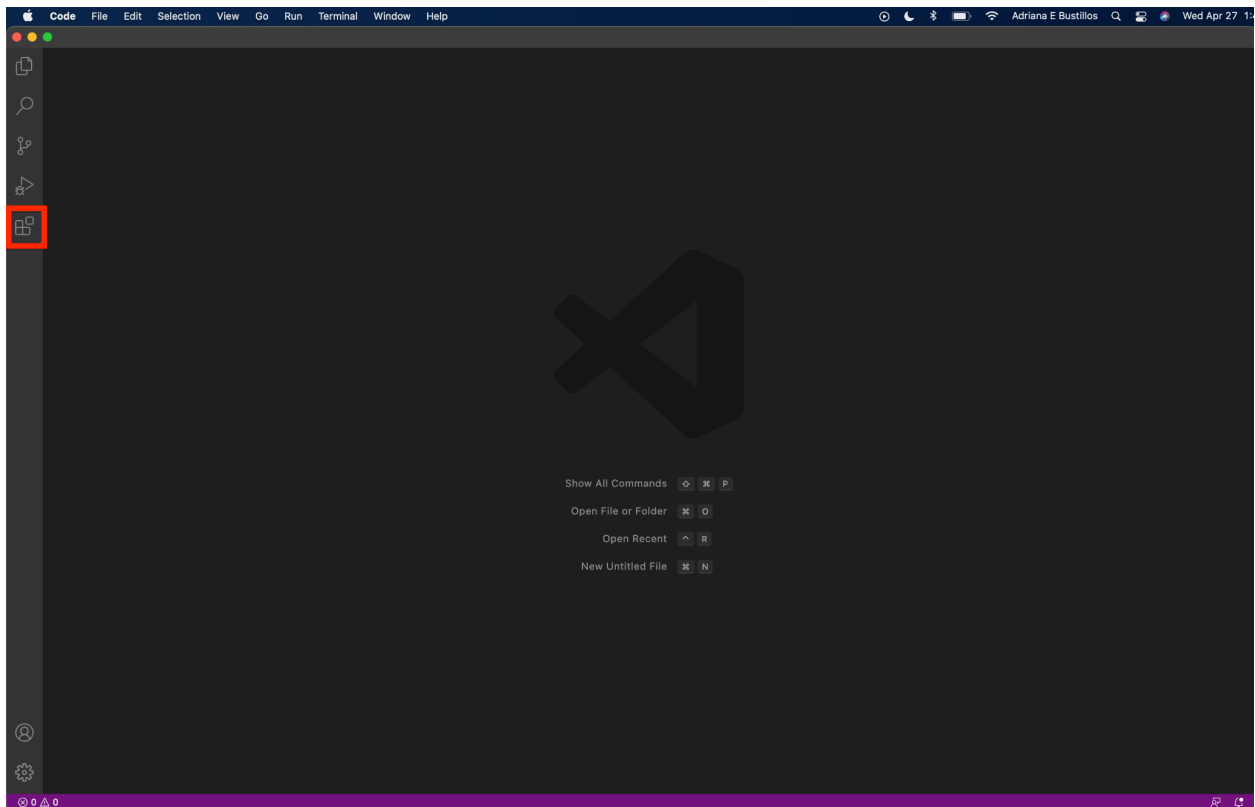 Code File Edit Selection View Go Run Terminal Window Help Adriana E Bustillos Wed Apr 27
Show All Commands ⇧ ⌘ P
Open File or Folder ⌘ O
Open Recent ^ R
New Untitled File ⌘ N
0 0